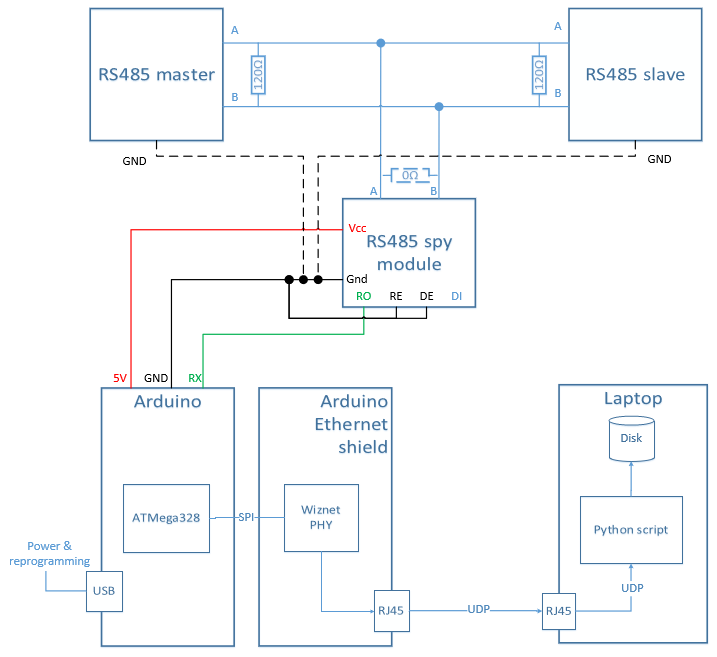 RS485 master
A
B
120Ω
120Ω
A
B
RS485 slave
GND
GND
0Ω
A
B
Vcc
RS485 spy
module
Gnd
RO
RE
DE
DI
5V
GND
RX
Arduino
ATMega328
SPI
Power &
reprogramming
USB
Arduino
Ethernet
shield
Wiznet
PHY
RJ45
UDP
RJ45
Laptop
Disk
Python script
UDP